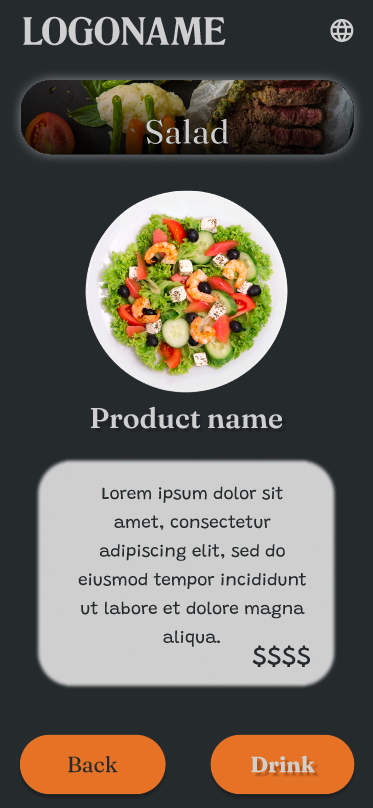 LOGONAME
Salad
Product name
Lorem ipsum dolor sit
amet, consectetur
adipiscing elit, sed do
eiusmod tempor incididunt
ut labore et dolore magna
aliqua.
$$$$
Back
Drink